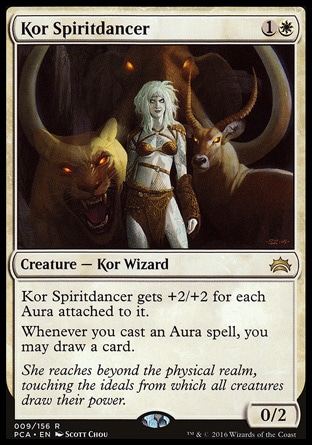 Kor Spiritdancer 1
Creature — Kor Wizard
Kor Spiritdancer gets +2/+2 for each
Aura attached to it.
Whenever you cast an Aura spell, you
may draw a card.
She reaches beyond the physical realm,
touching the ideals from which all creatures
draw their power.
0/2
009/156 R
PCA • EN Scott Chou
™ & © 2016 Wizards of the Coast